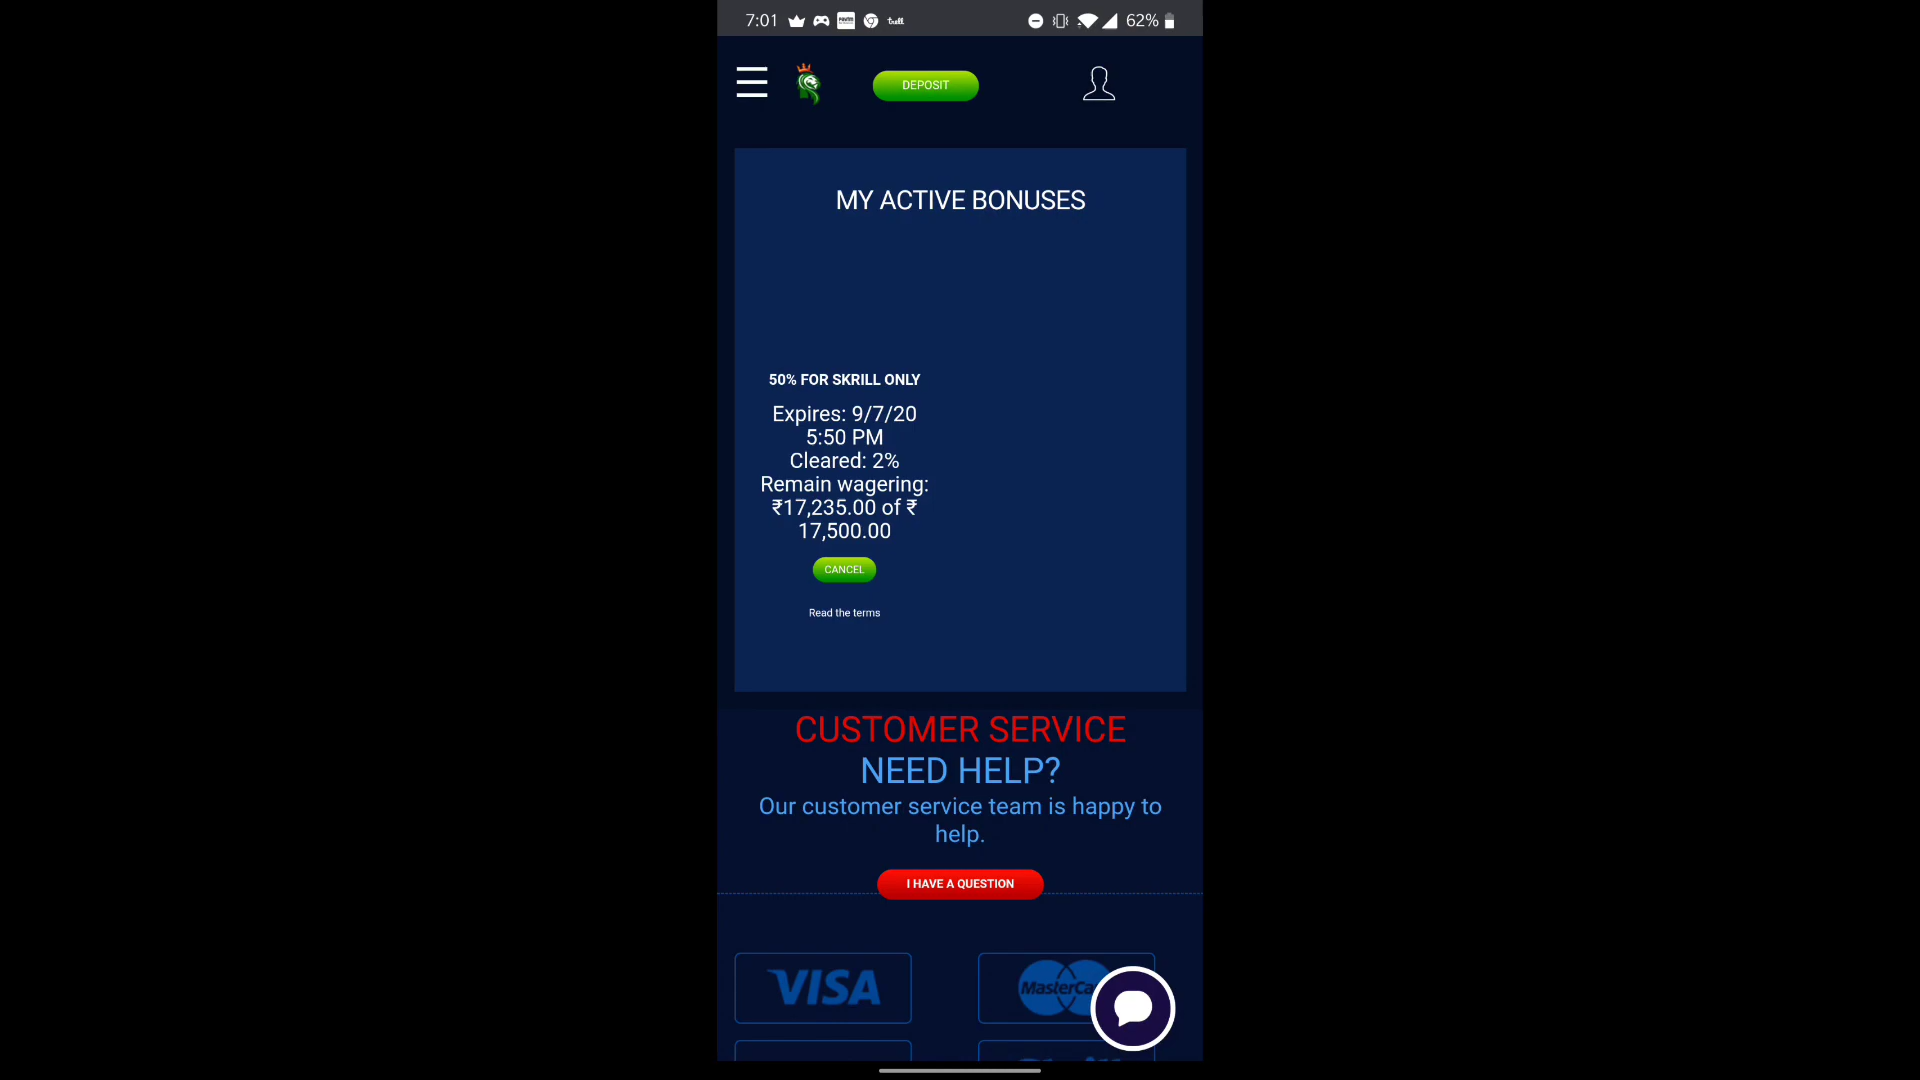 7:01
Paytm
trell
62%
DEPOSIT
MY ACTIVE BONUSES
50% FOR SKRILL ONLY
Expires: 9/7/20
5:50 PM
Cleared: 2%
Remain wagering:
₹17,235.00 of ₹
17,500.00
CANCEL
Read the terms
CUSTOMER SERVICE
NEED HELP?
Our customer service team is happy to
help.
I HAVE A QUESTION
VISA